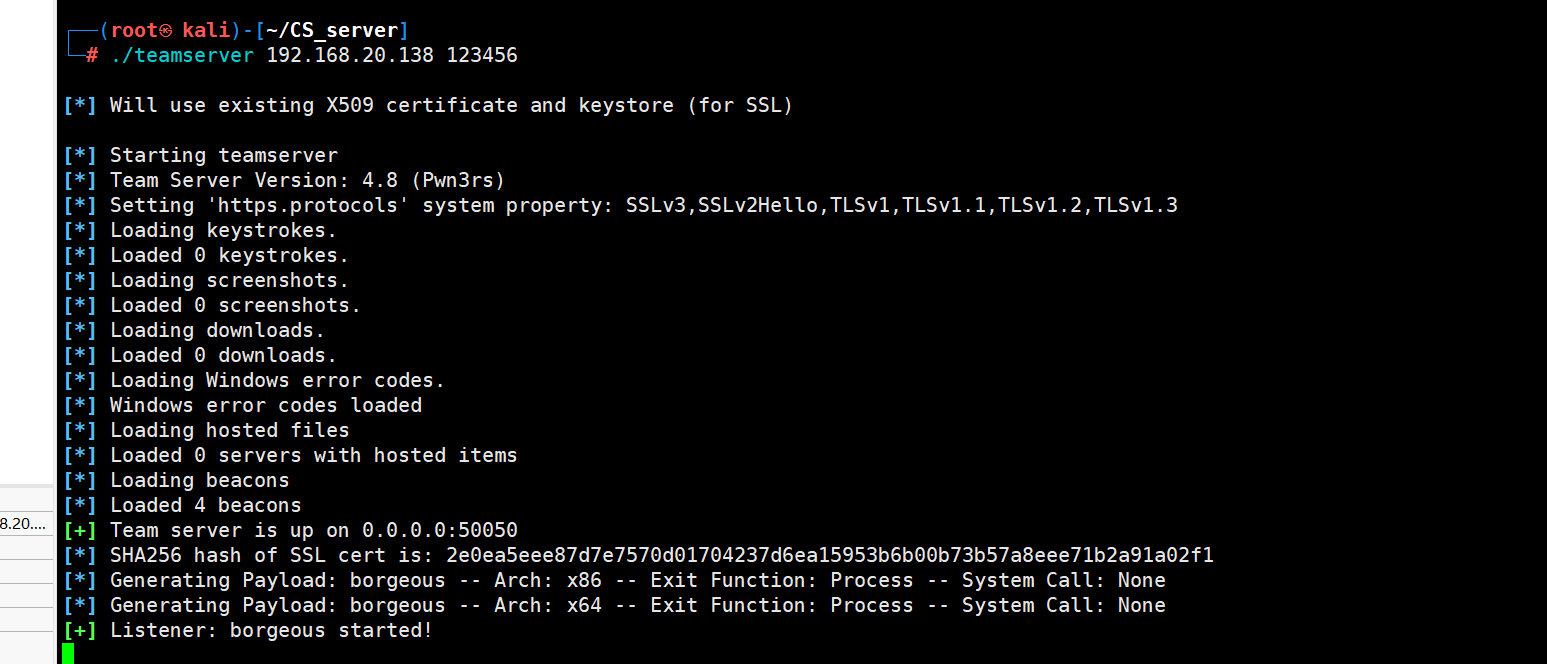 ┌──(root㉿ kali)-[~/CS_server]
└─# ./teamserver 192.168.20.138 123456
[*] Will use existing X509 certificate and keystore (for SSL)
[*] Starting teamserver
[*] Team Server Version: 4.8 (Pwn3rs)
[*] Setting 'https.protocols' system property: SSLv3,SSLv2Hello,TLSv1,TLSv1.1,TLSv1.2,TLSv1.3
[*] Loading keystrokes.
[*] Loaded 0 keystrokes.
[*] Loading screenshots.
[*] Loaded 0 screenshots.
[*] Loading downloads.
[*] Loaded 0 downloads.
[*] Loading Windows error codes.
[*] Windows error codes loaded
[*] Loading hosted files
[*] Loaded 0 servers with hosted items
[*] Loading beacons
[*] Loaded 4 beacons
8.20....
[+] Team server is up on 0.0.0.0:50050
[*] SHA256 hash of SSL cert is: 2e0ea5eee87d7e7570d01704237d6ea15953b6b00b73b57a8eee71b2a91a02f1
[*] Generating Payload: borgeous -- Arch: x86 -- Exit Function: Process -- System Call: None
[*] Generating Payload: borgeous -- Arch: x64 -- Exit Function: Process -- System Call: None
[+] Listener: borgeous started!